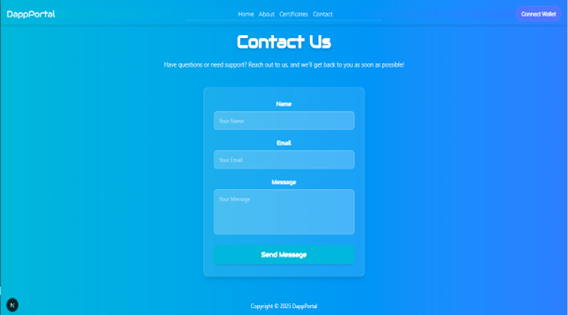 DappPortal
Home About Certificates Contact
Connect Wallet
Contact Us
Have questions or need support? Reach out to us, and we'll get back to you as soon as possible!
Name
Your Name
Email
Your Email
Message
Your Message
Send Message
N
Copyright © 2025 DappPortal